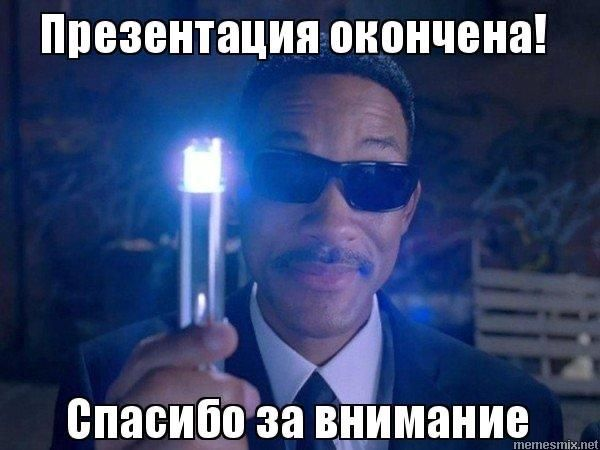 Презентация окончена!
Спасибо за внимание
memesmix.net